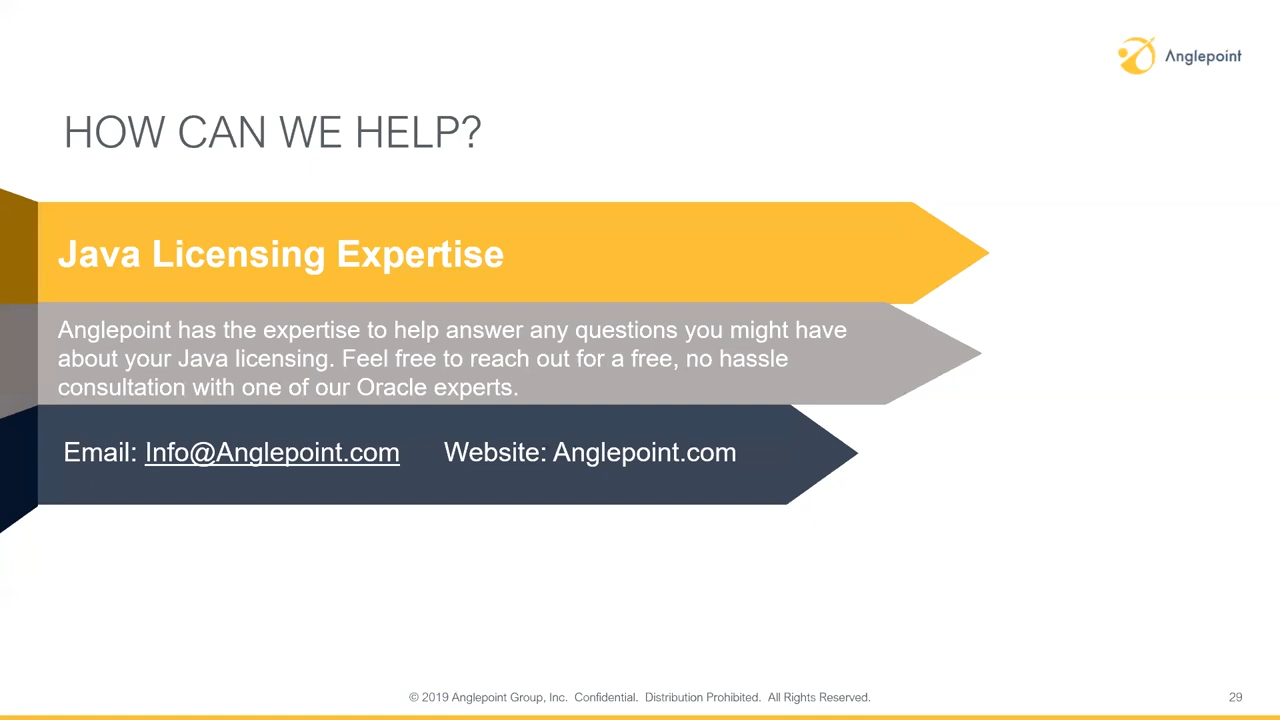 Anglepoint
HOW CAN WE HELP?
Java Licensing Expertise
Anglepoint has the expertise to help answer any questions you might have
about your Java licensing. Feel free to reach out for a free, no hassle
consultation with one of our Oracle experts.
Email: Info@Anglepoint.com Website: Anglepoint.com
© 2019 Anglepoint Group, Inc. Confidential. Distribution Prohibited. All Rights Reserved.
29